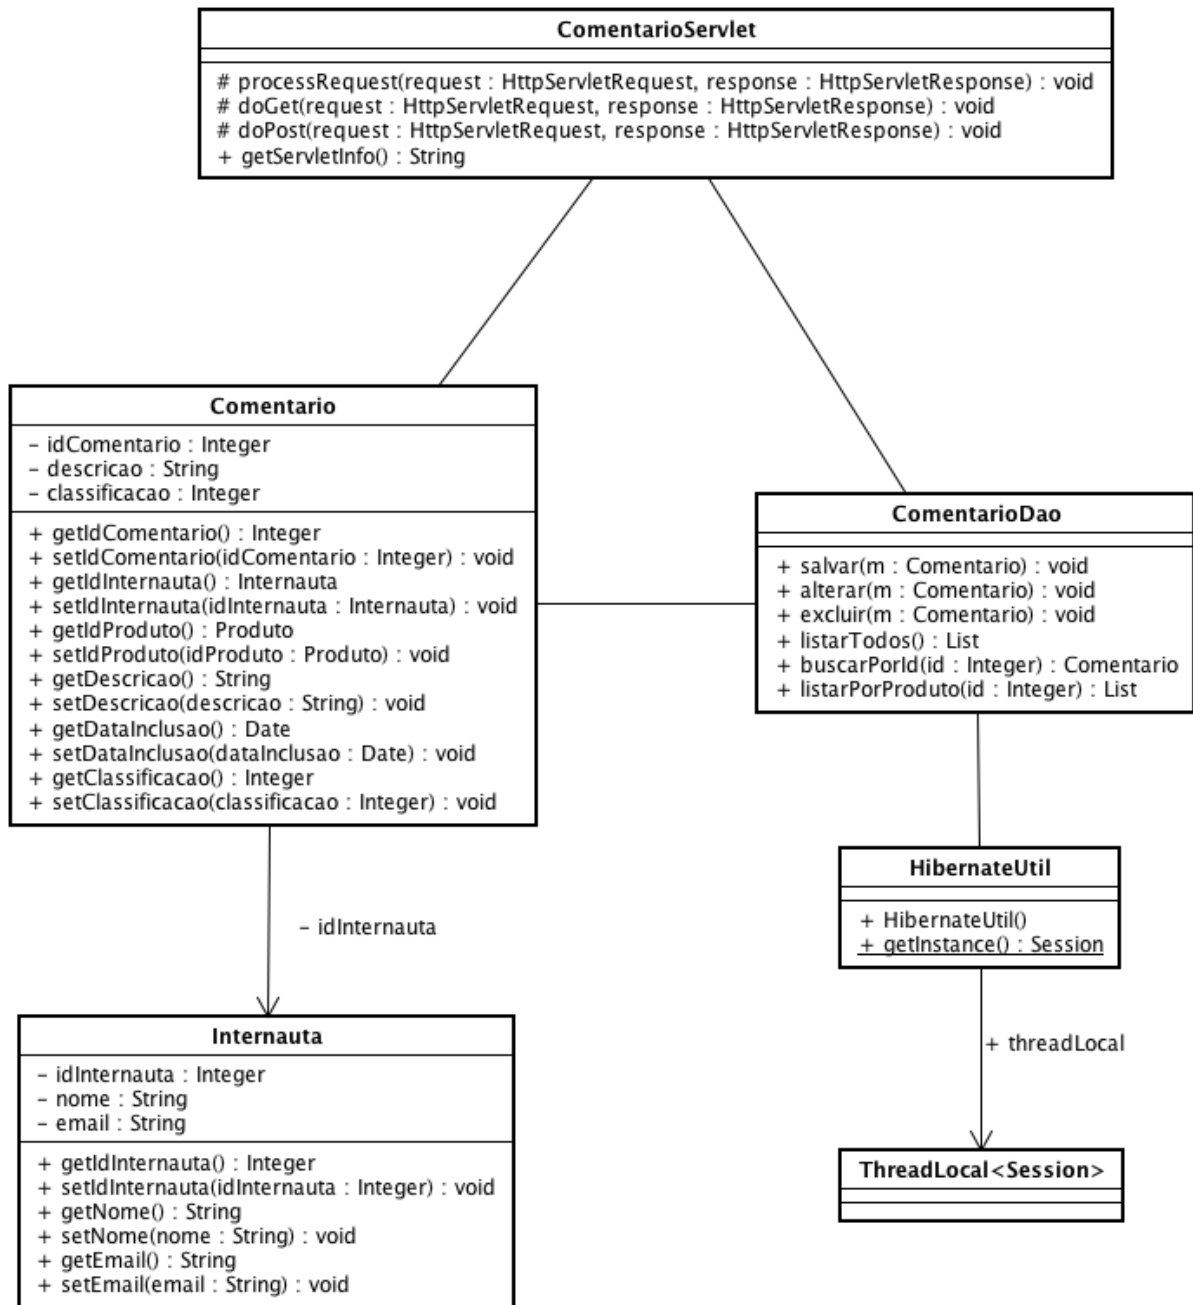 ComentarioServlet
# processRequest(request : HttpServletRequest, response : HttpServletResponse) : void
# doGet(request : HttpServletRequest, response : HttpServletResponse) : void
# doPost(request : HttpServletRequest, response : HttpServletResponse) : void
+ getServletInfo() : String
Comentario
- idComentario : Integer
- descricao : String
- classificacao : Integer
+ getIdComentario() : Integer
+ setIdComentario(idComentario : Integer) : void
+ getIdInternauta() : Internauta
+ setIdInternauta(idInternauta : Internauta) : void
+ getIdProduto() : Produto
+ setIdProduto(idProduto : Produto) : void
+ getDescricao() : String
+ setDescricao(descricao : String) : void
+ getDataInclusao() : Date
+ setDataInclusao(dataInclusao : Date) : void
+ getClassificacao() : Integer
+ setClassificacao(classificacao : Integer) : void
ComentarioDao
+ salvar(m : Comentario) : void
+ alterar(m : Comentario) : void
+ excluir(m : Comentario) : void
+ listarTodos() : List
+ buscarPorId(id : Integer) : Comentario
+ listarPorProduto(id : Integer) : List
HibernateUtil
+ HibernateUtil()
+ getInstance() : Session
- idInternauta
+ threadLocal
Internauta
- idInternauta : Integer
- nome : String
- email : String
+ getIdInternauta() : Integer
+ setIdInternauta(idInternauta : Integer) : void
+ getNome() : String
+ setNome(nome : String) : void
+ getEmail() : String
+ setEmail(email : String) : void
ThreadLocal<Session>